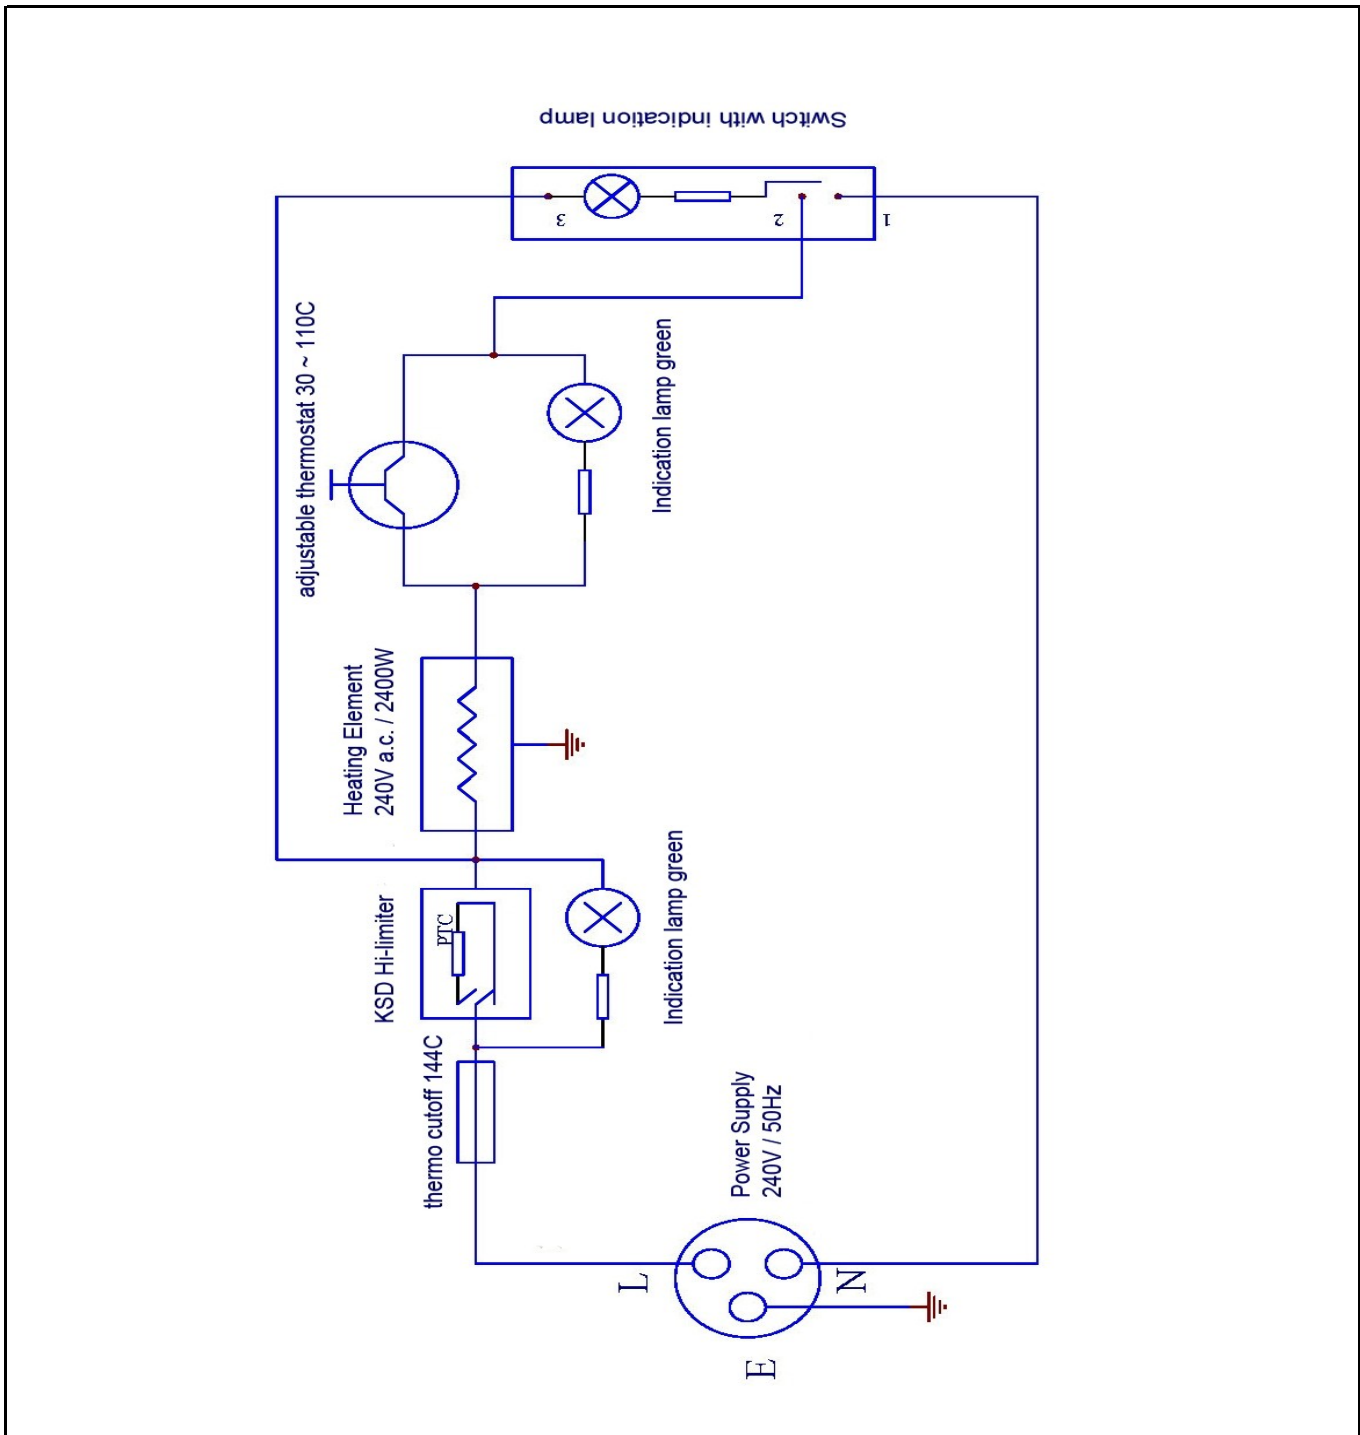 Switch with indication lamp
3
2
1
adjustable thermostat 30 ~ 110C
Indication lamp green
Heating Element
240V a.c. / 2400W
KSD Hi-limiter
PTC
Indication lamp green
thermo cutoff 144C
Power Supply
240V / 50Hz
L
N
E